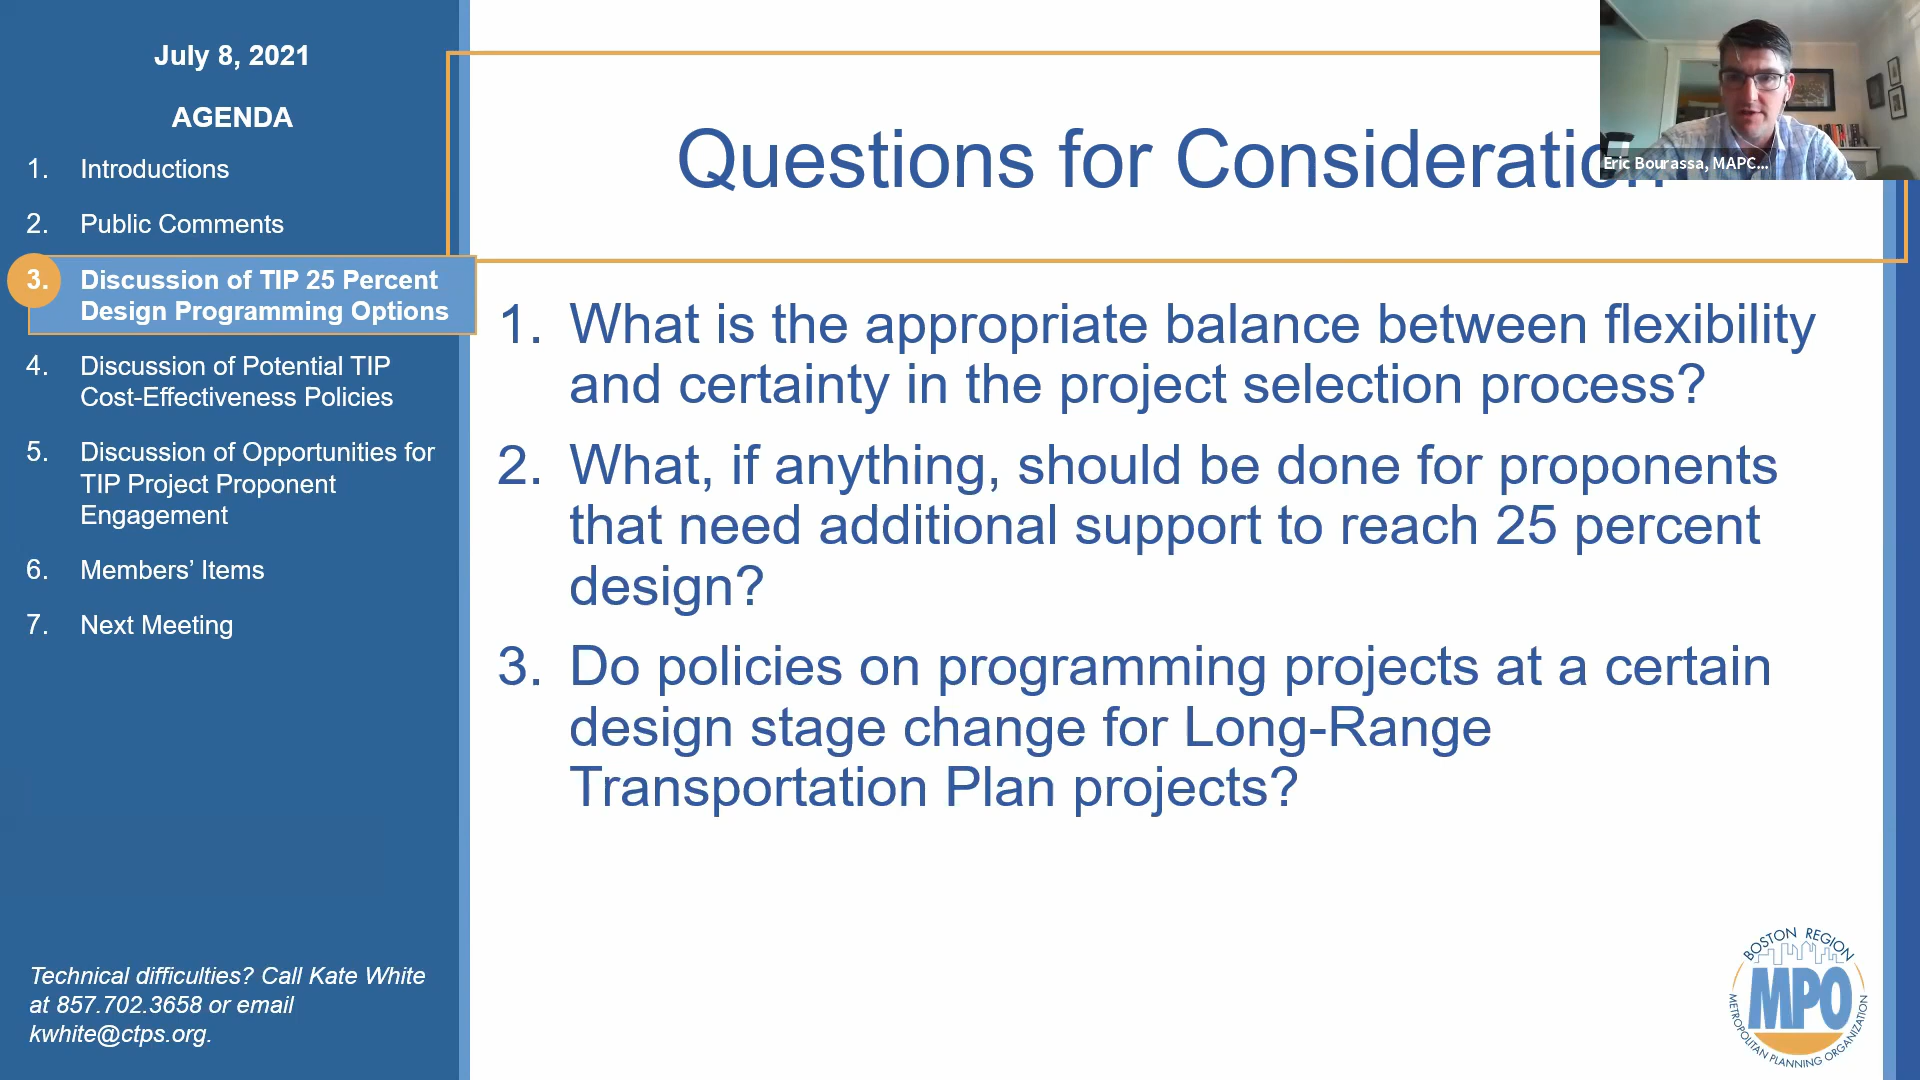 July 8, 2021
AGENDA
1. Introductions
2. Public Comments
3. Discussion of TIP 25 Percent
Design Programming Options
4. Discussion of Potential TIP
Cost-Effectiveness Policies
5. Discussion of Opportunities for
TIP Project Proponent
Engagement
6. Members’ Items
7. Next Meeting
Technical difficulties? Call Kate White
at 857.702.3658 or email
kwhite@ctps.org.
Questions for Consideration
Eric Bourassa, MAPC...
1. What is the appropriate balance between flexibility
and certainty in the project selection process?
2. What, if anything, should be done for proponents
that need additional support to reach 25 percent
design?
3. Do policies on programming projects at a certain
design stage change for Long-Range
Transportation Plan projects?
BOSTON REGION
MPO
METROPOLITAN PLANNING ORGANIZATION